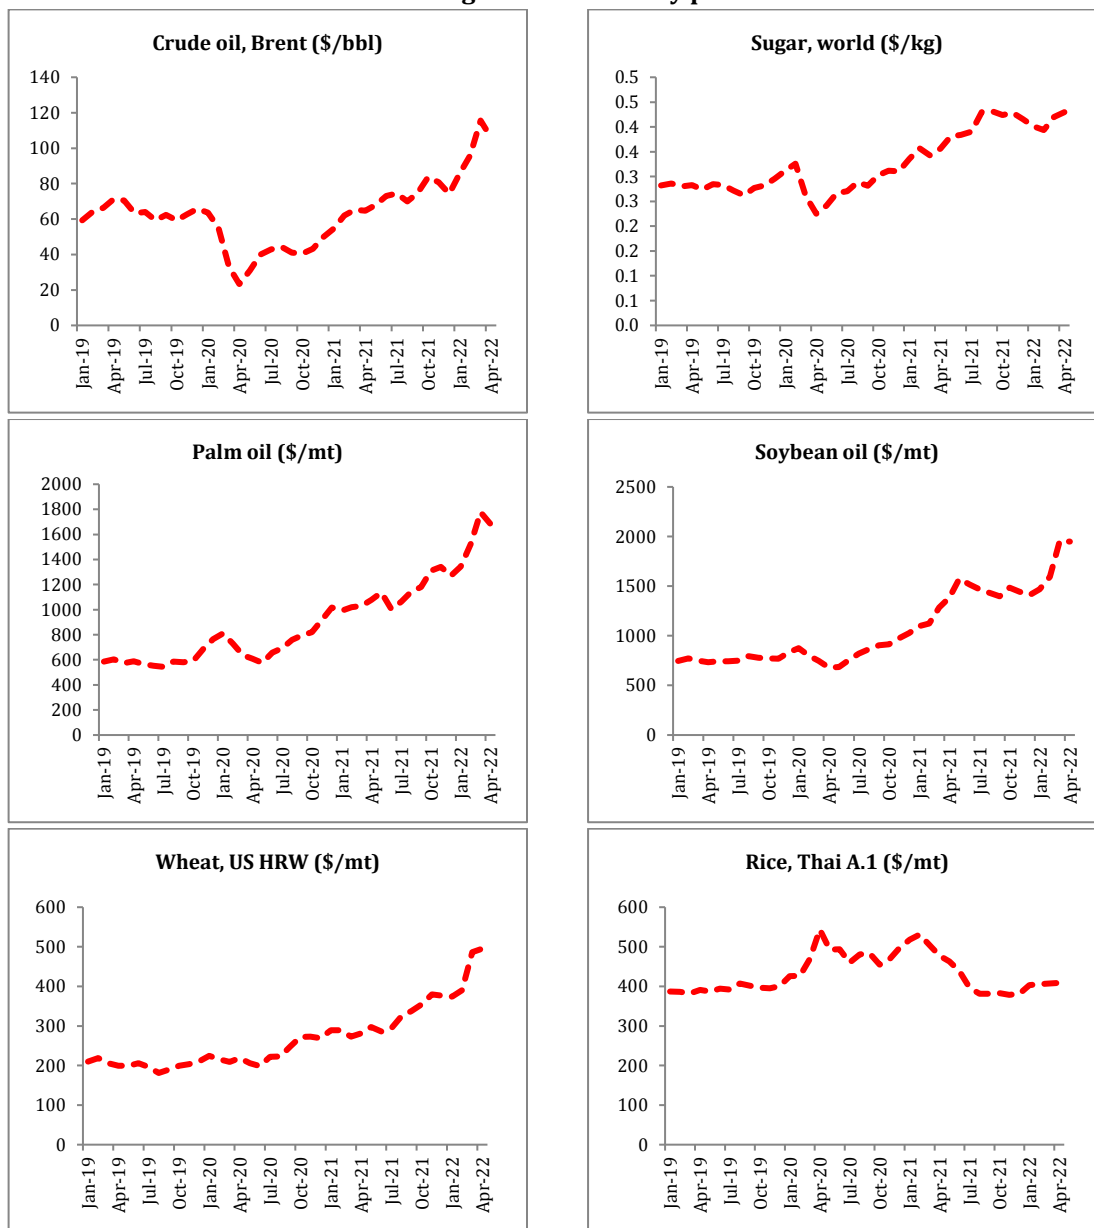 Crude oil, Brent ($/bbl)
140
120
100
80
60
40
20
0
Jan-19
Apr-19
Jul-19
Oct-19
Jan-20
Apr-20
Jul-20
Oct-20
Jan-21
Apr-21
Jul-21
Oct-21
Jan-22
Apr-22
Sugar, world ($/kg)
0.5
0.5
0.4
0.4
0.3
0.3
0.2
0.2
0.1
0.1
0.0
Jan-19
Apr-19
Jul-19
Oct-19
Jan-20
Apr-20
Jul-20
Oct-20
Jan-21
Apr-21
Jul-21
Oct-21
Jan-22
Apr-22
Palm oil ($/mt)
2000
1800
1600
1400
1200
1000
800
600
400
200
0
Jan-19
Apr-19
Jul-19
Oct-19
Jan-20
Apr-20
Jul-20
Oct-20
Jan-21
Apr-21
Jul-21
Oct-21
Jan-22
Apr-22
Soybean oil ($/mt)
2500
2000
1500
1000
500
0
Jan-19
Apr-19
Jul-19
Oct-19
Jan-20
Apr-20
Jul-20
Oct-20
Jan-21
Apr-21
Jul-21
Oct-21
Jan-22
Apr-22
Wheat, US HRW ($/mt)
600
500
400
300
200
100
0
Jan-19
Apr-19
Jul-19
Oct-19
Jan-20
Apr-20
Jul-20
Oct-20
Jan-21
Apr-21
Jul-21
Oct-21
Jan-22
Apr-22
Rice, Thai A.1 ($/mt)
600
500
400
300
200
100
0
Jan-19
Apr-19
Jul-19
Oct-19
Jan-20
Apr-20
Jul-20
Oct-20
Jan-21
Apr-21
Jul-21
Oct-21
Jan-22
Apr-22